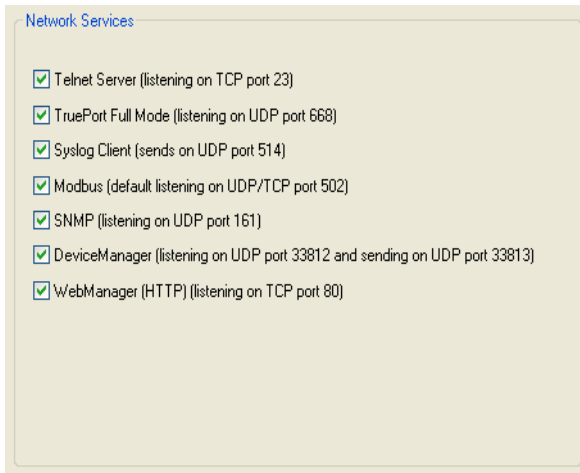 Network Services
Telnet Server (listening on TCP port 23)
TruePort Full Mode (listening on UDP port 668)
Syslog Client (sends on UDP port 514)
Modbus (default listening on UDP/TCP port 502)
SNMP (listening on UDP port 161)
DeviceManager (listening on UDP port 33812 and sending on UDP port 33813)
WebManager (HTTP) (listening on TCP port 80)